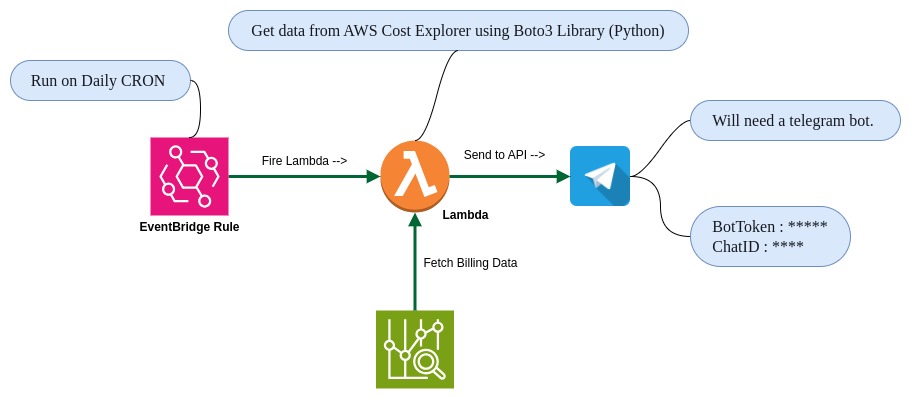 Get data from AWS Cost Explorer using Boto3 Library (Python)
Run on Daily CRON
Will need a telegram bot.
Fire Lambda -->
Send to API -->
Lambda
EventBridge Rule
BotToken : *****
ChatID : ****
Fetch Billing Data